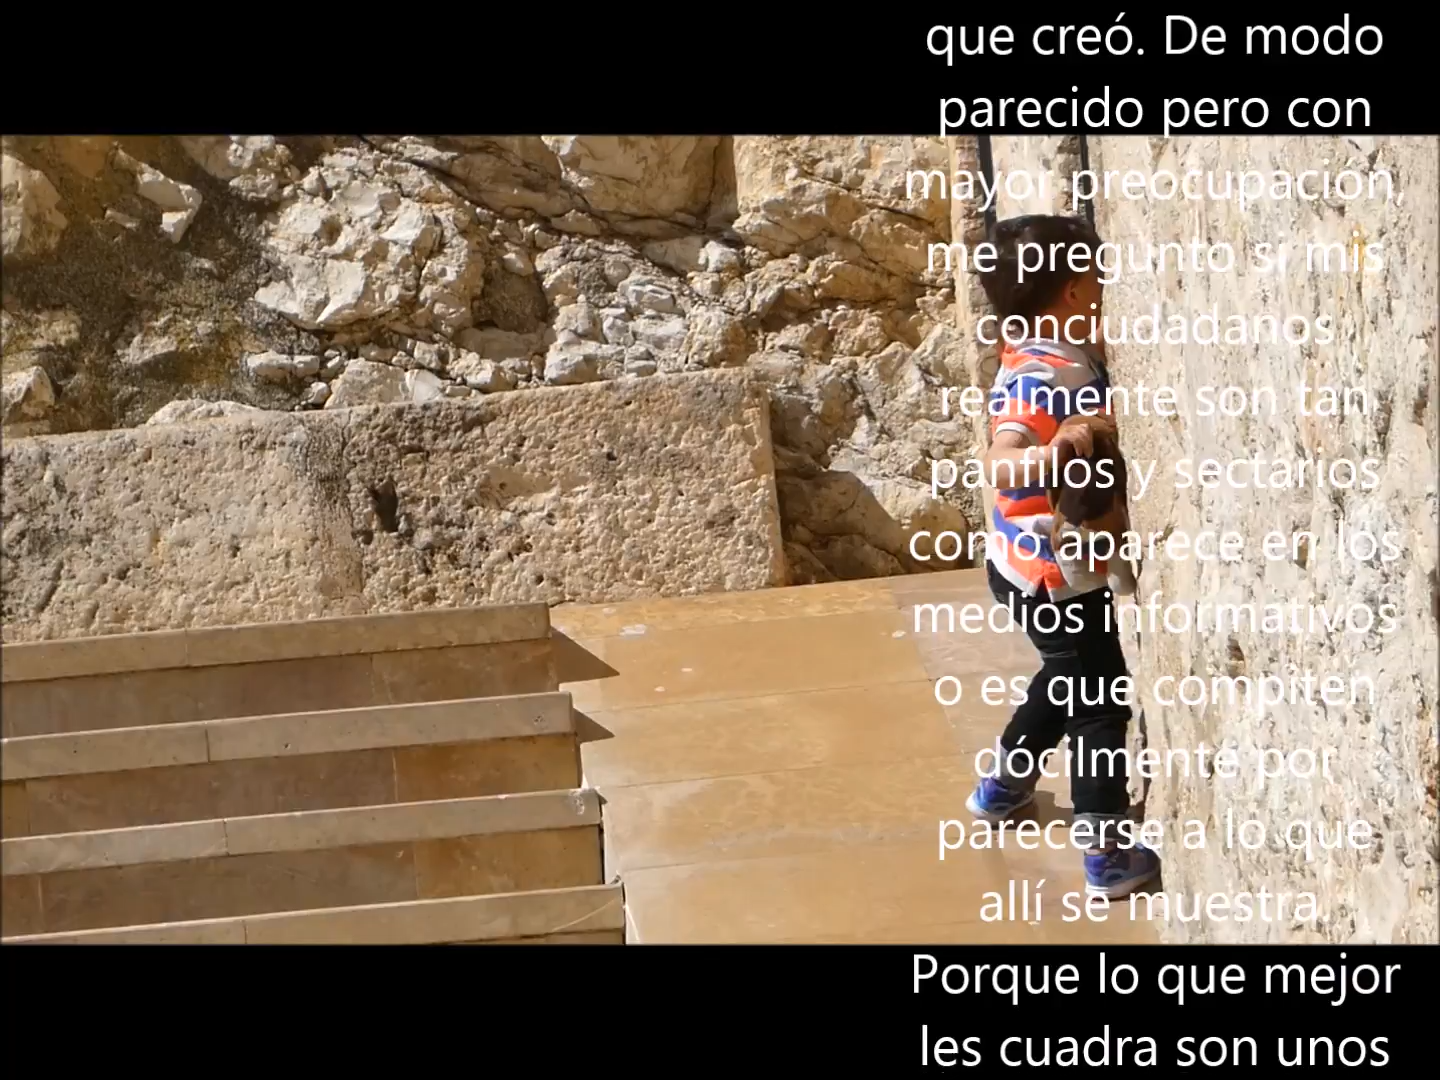 que creó. De modo
parecido pero con
mayor preocupación,
me pregunto si mis
conciudadanos
realmente son tan
pánfilos y sectarios
como aparece en los
medios informativos
o es que compiten
dócilmente por
parecerse a lo que
allí se muestra.
Porque lo que mejor
les cuadra son unos